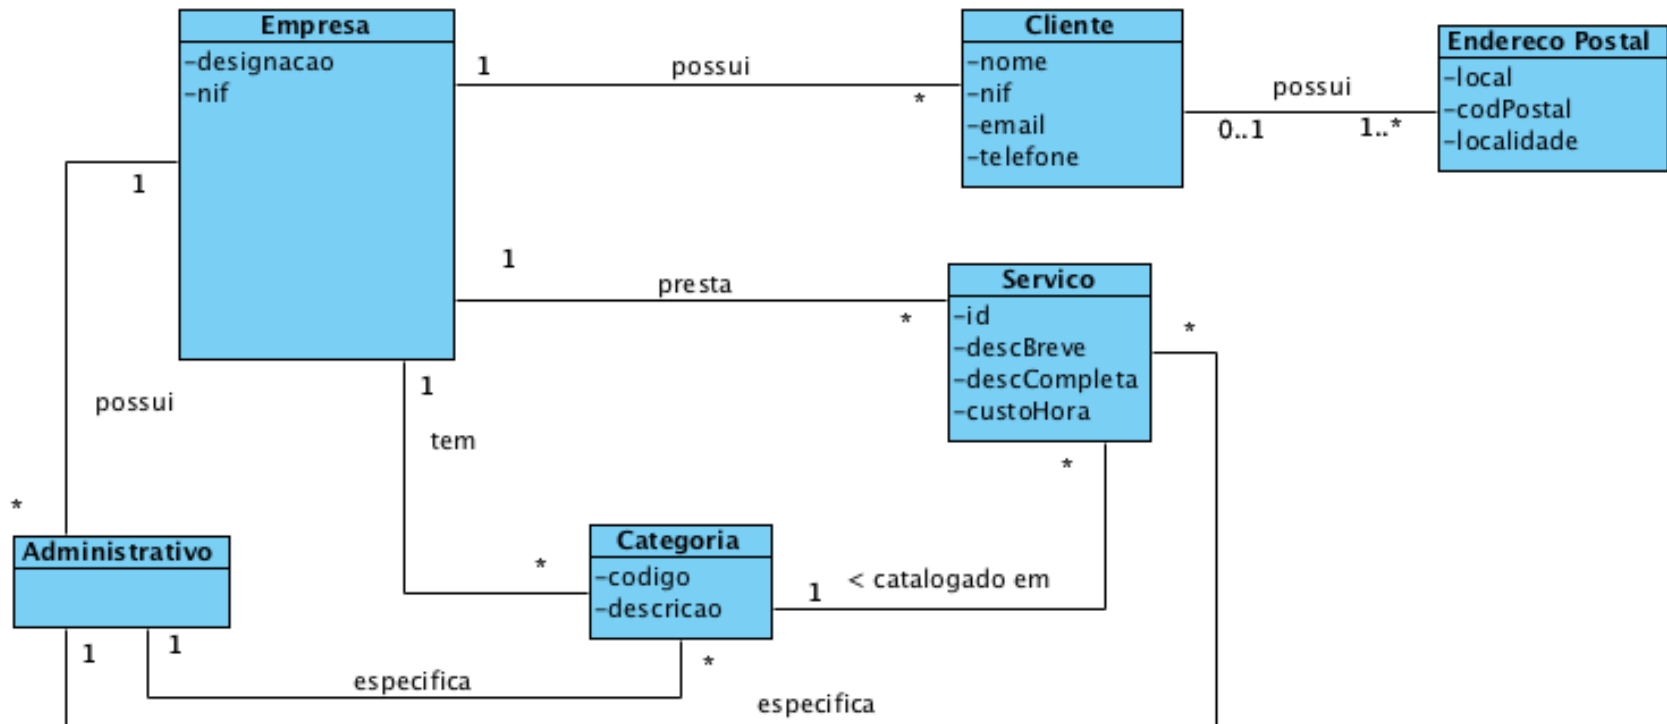 Empresa
-designacao
-nif
1
possui
*
Cliente
-nome
-nif
-email
-telefone
possui
0..1
1..*
Endereco Postal
-local
-codPostal
-localidade
1
1
presta
*
Servico
-id
-descBreve
-descCompleta
-custoHora
*
possui
1
tem
*
*
Administrativo
*
Categoria
-codigo
-descricao
1
< catalogado em
1
1
especifica
*
especifica